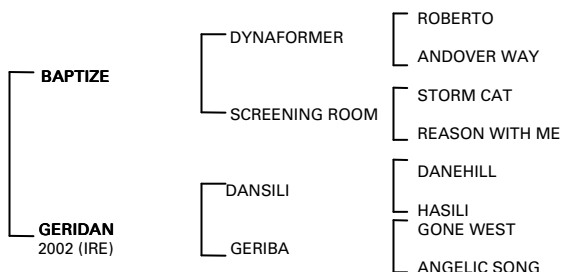 ROBERTO
DYNAFORMER
ANDOVER WAY
BAPTIZE
STORM CAT
SCREENING ROOM
REASON WITH ME
DANEHILL
DANSILI
HASILI
GERIDAN
2002 (IRE)
GONE WEST
GERIBA
ANGELIC SONG